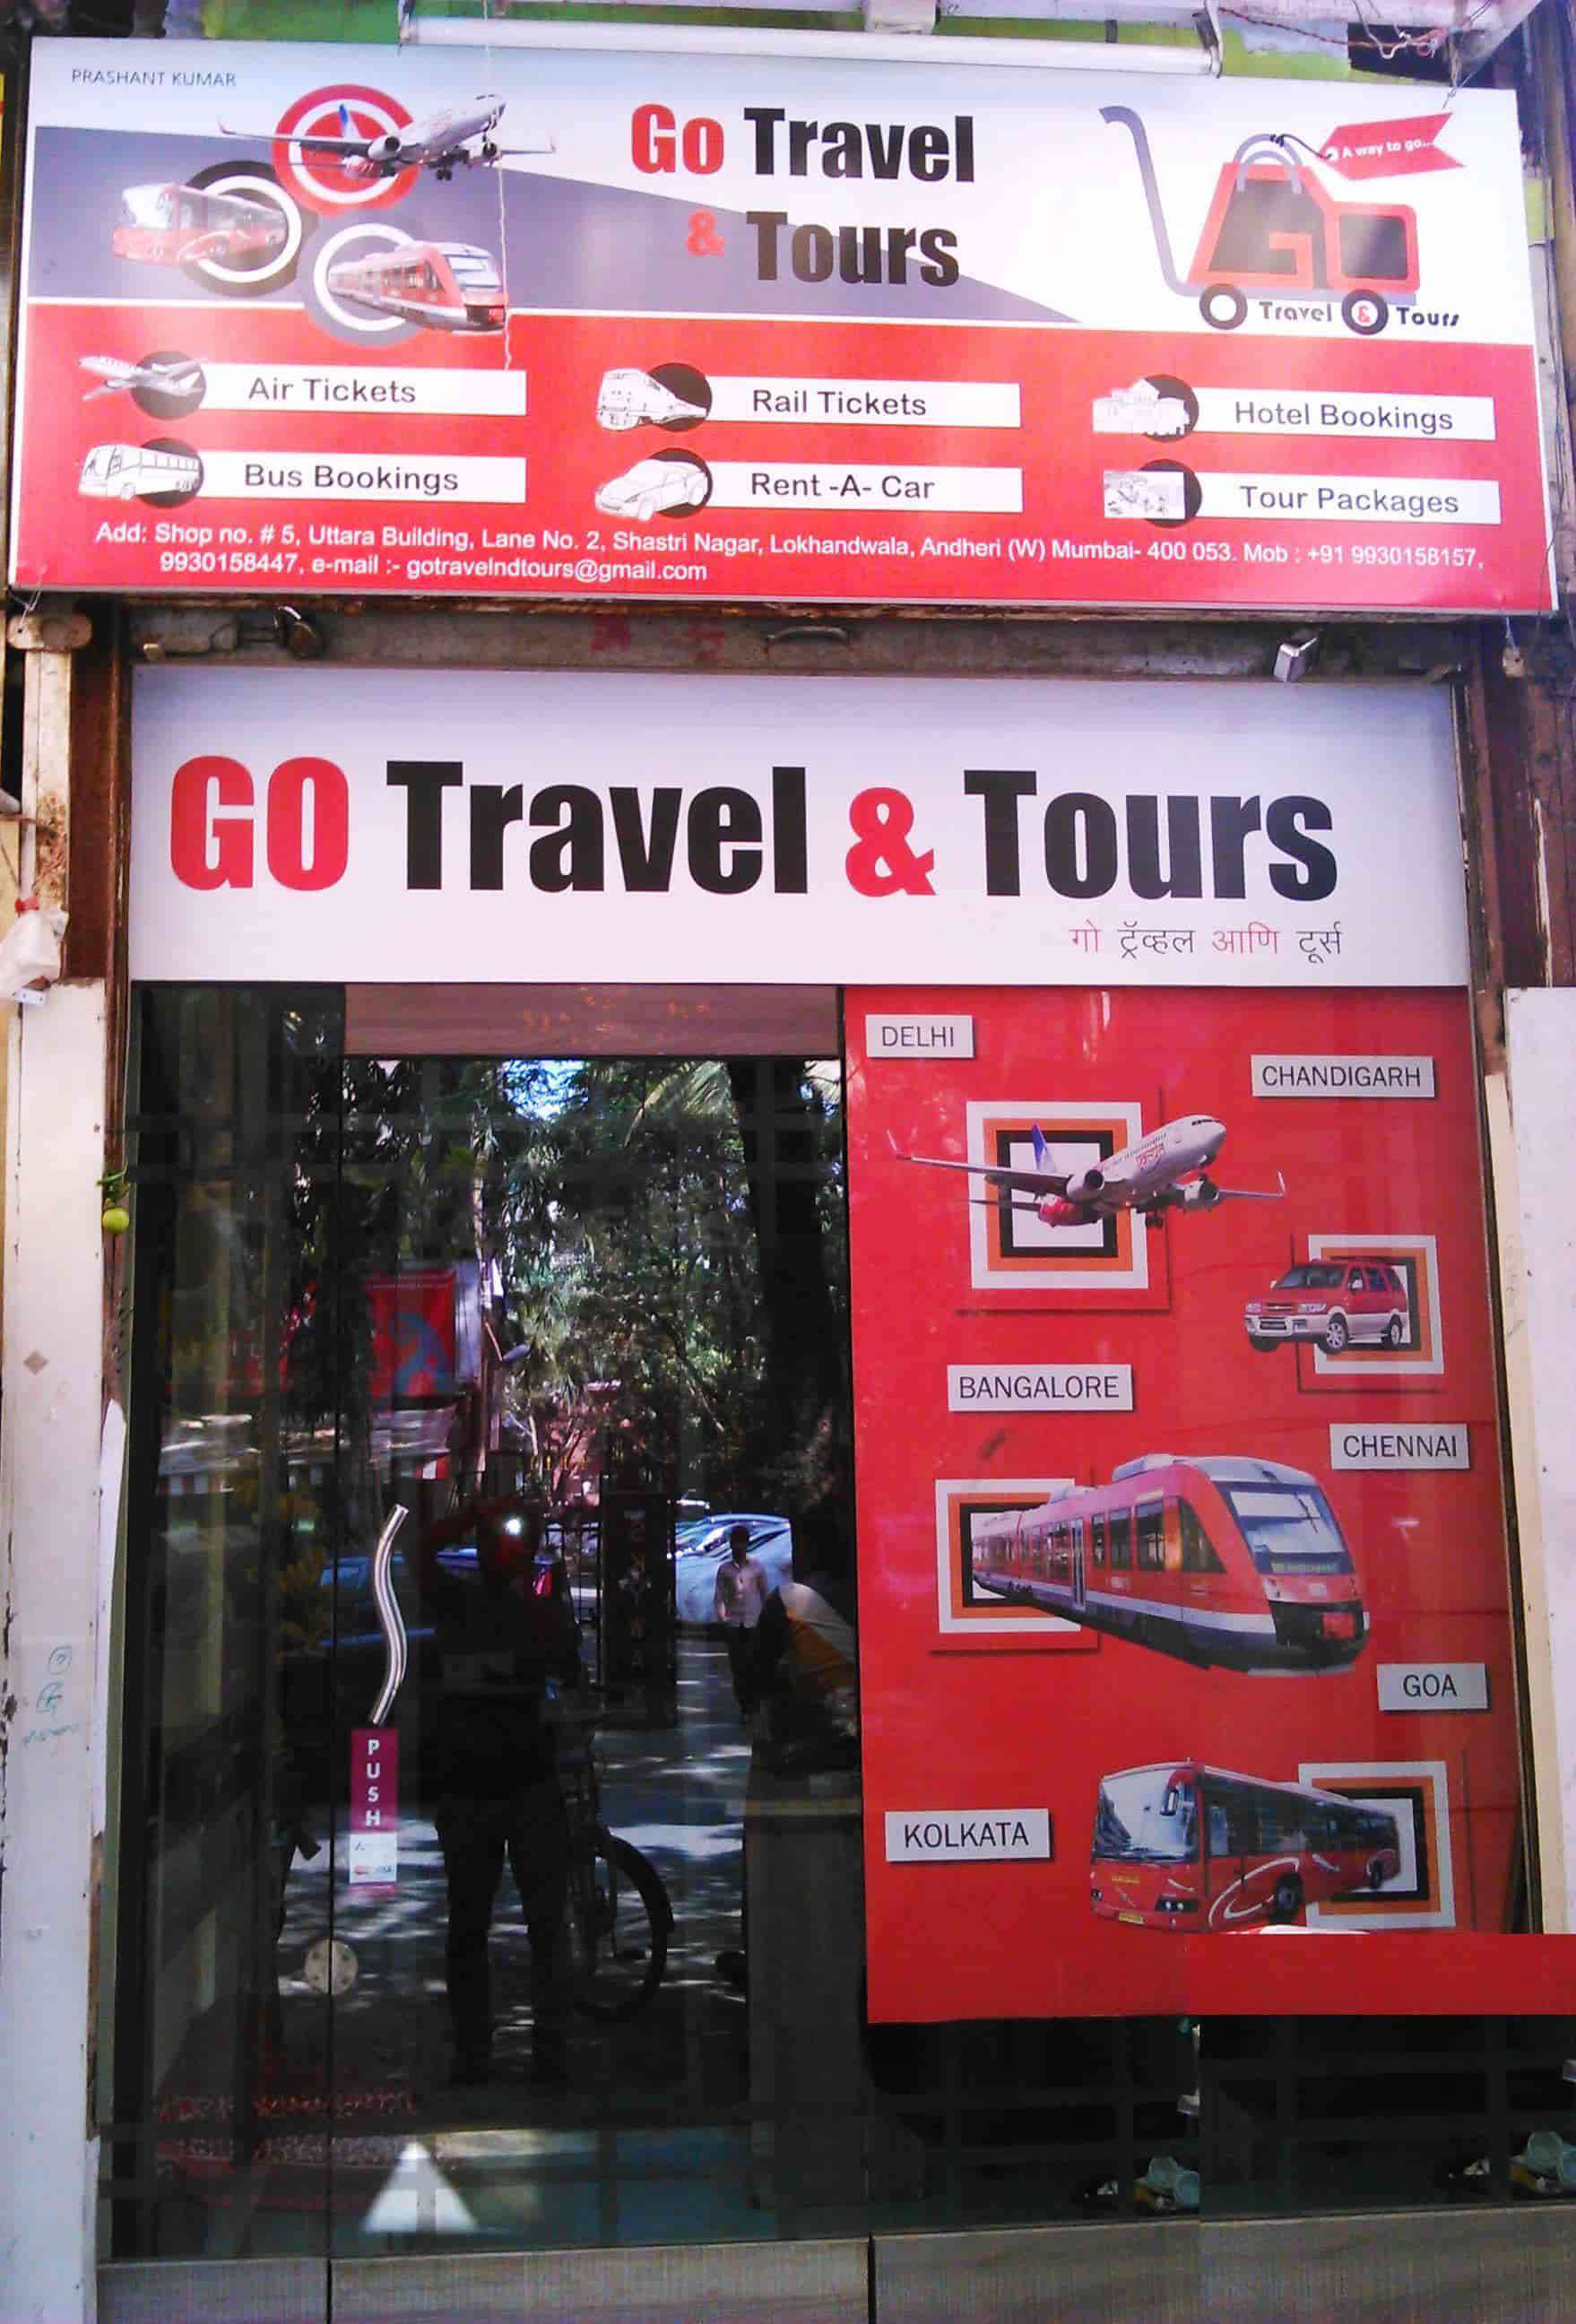 PRASHANT KUMAR
Go Travel
& Tours
A way to go...
GO
Travel & Tours
Air Tickets
Rail Tickets
Hotel Bookings
Bus Bookings
Rent -A- Car
Tour Packages
Add: Shop no. # 5, Uttara Building, Lane No. 2, Shastri Nagar, Lokhandwala, Andheri (W) Mumbai- 400 053. Mob : +91 9930158157,
9930158447, e-mail :- gotravelndtours@gmail.com
GO Travel & Tours
गो ट्रॅव्हल आणि टूर्स
DELHI
CHANDIGARH
BANGALORE
CHENNAI
GOA
KOLKATA
PUSH